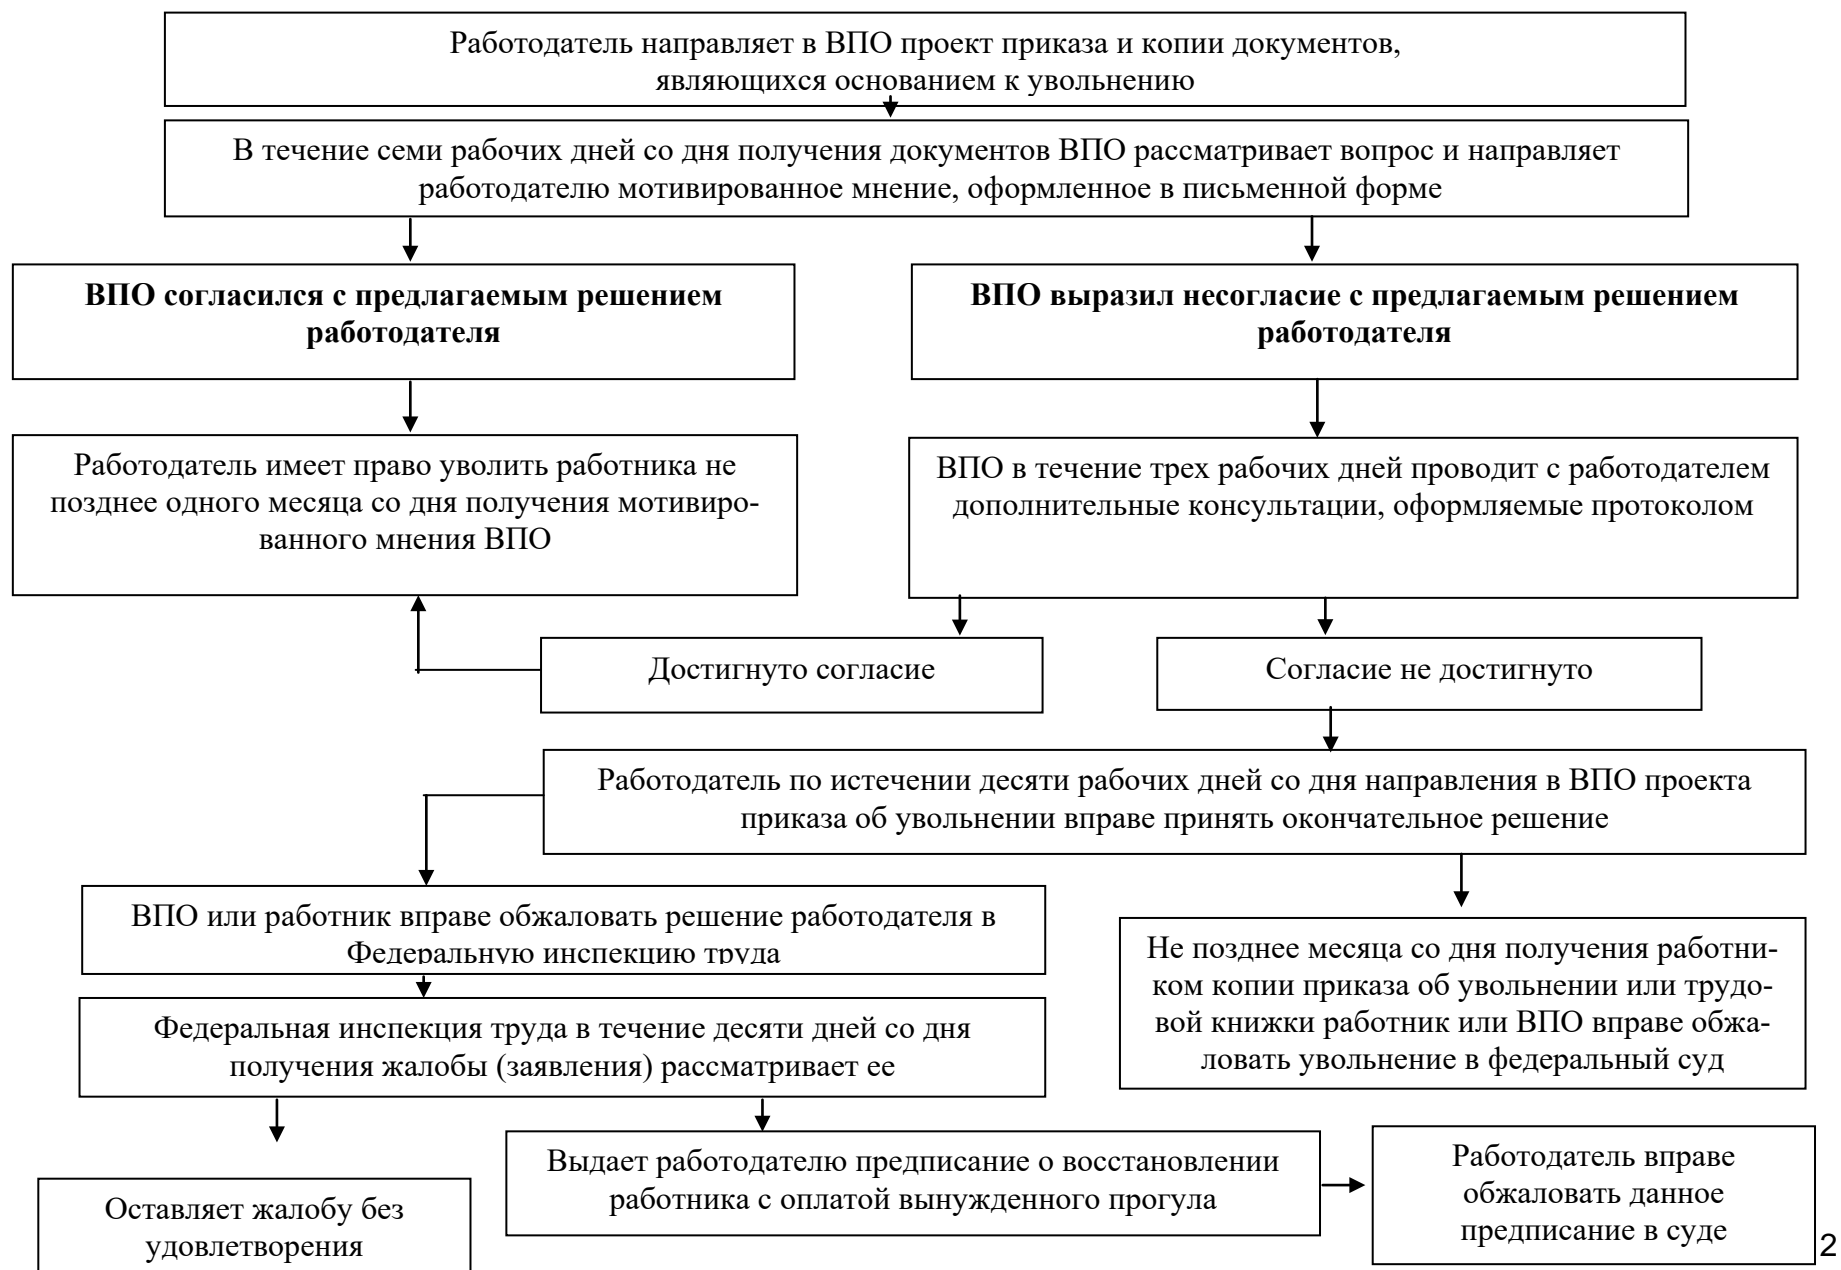 Работодатель направляет в ВПО проект приказа и копии документов,
являющихся основанием к увольнению
В течение семи рабочих дней со дня получения документов ВПО рассматривает вопрос и направляет
работодателю мотивированное мнение, оформленное в письменной форме
ВПО согласился с предлагаемым решением
работодателя
ВПО выразил несогласие с предлагаемым решением
работодателя
Работодатель имеет право уволить работника не
позднее одного месяца со дня получения мотивиро-
ванного мнения ВПО
ВПО в течение трех рабочих дней проводит с работодателем
дополнительные консультации, оформляемые протоколом
Достигнуто согласие
Согласие не достигнуто
Работодатель по истечении десяти рабочих дней со дня направления в ВПО проекта
приказа об увольнении вправе принять окончательное решение
ВПО или работник вправе обжаловать решение работодателя в
Федеральную инспекцию труда
Не позднее месяца со дня получения работни-
ком копии приказа об увольнении или трудо-
вой книжки работник или ВПО вправе обжа-
ловать увольнение в федеральный суд
Федеральная инспекция труда в течение десяти дней со дня
получения жалобы (заявления) рассматривает ее
Оставляет жалобу без
удовлетворения
Выдает работодателю предписание о восстановлении
работника с оплатой вынужденного прогула
Работодатель вправе
обжаловать данное
предписание в суде
2